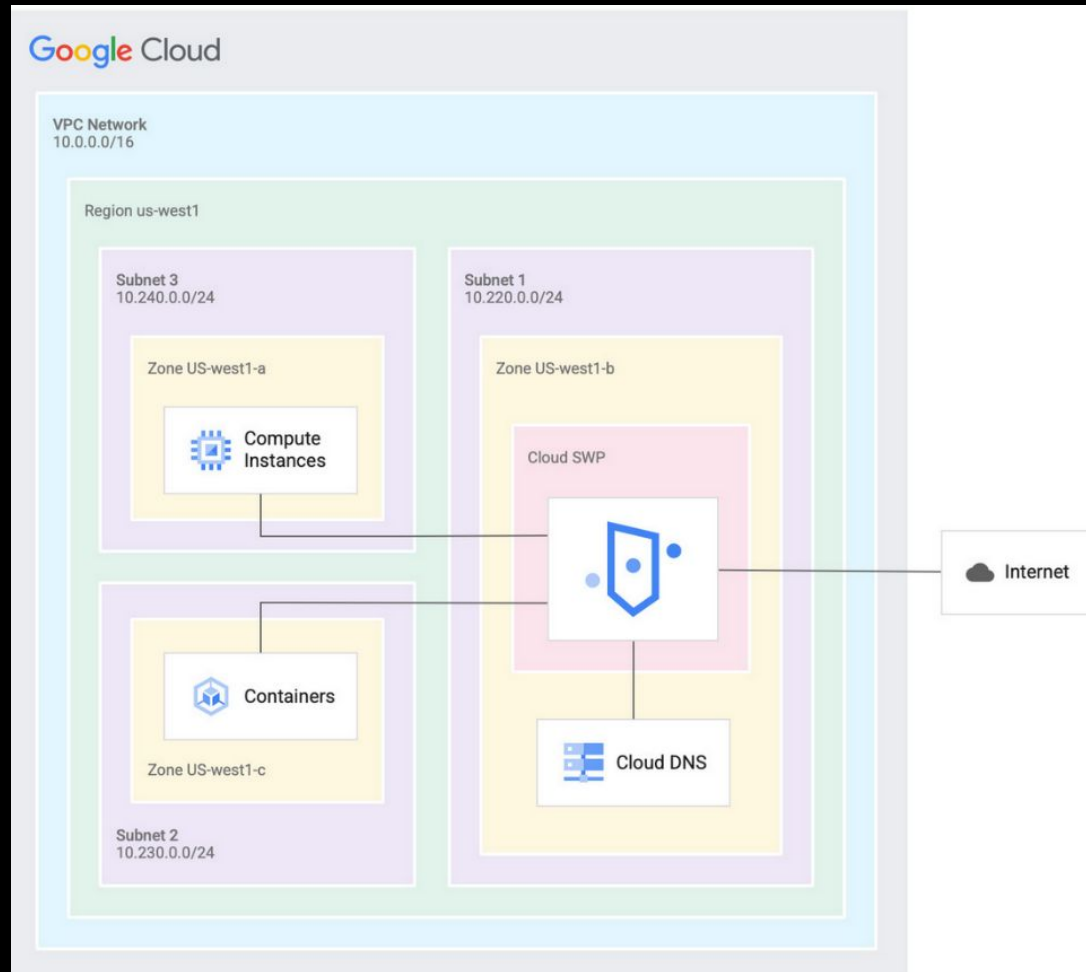 Google Cloud
VPC Network
10.0.0.0/16
Region us-west1
Subnet 3
10.240.0.0/24
Zone US-west1-a
Compute
Instances
Subnet 1
10.220.0.0/24
Zone US-west1-b
Cloud SWP
Internet
Containers
Zone US-west1-c
Subnet 2
10.230.0.0/24
Cloud DNS